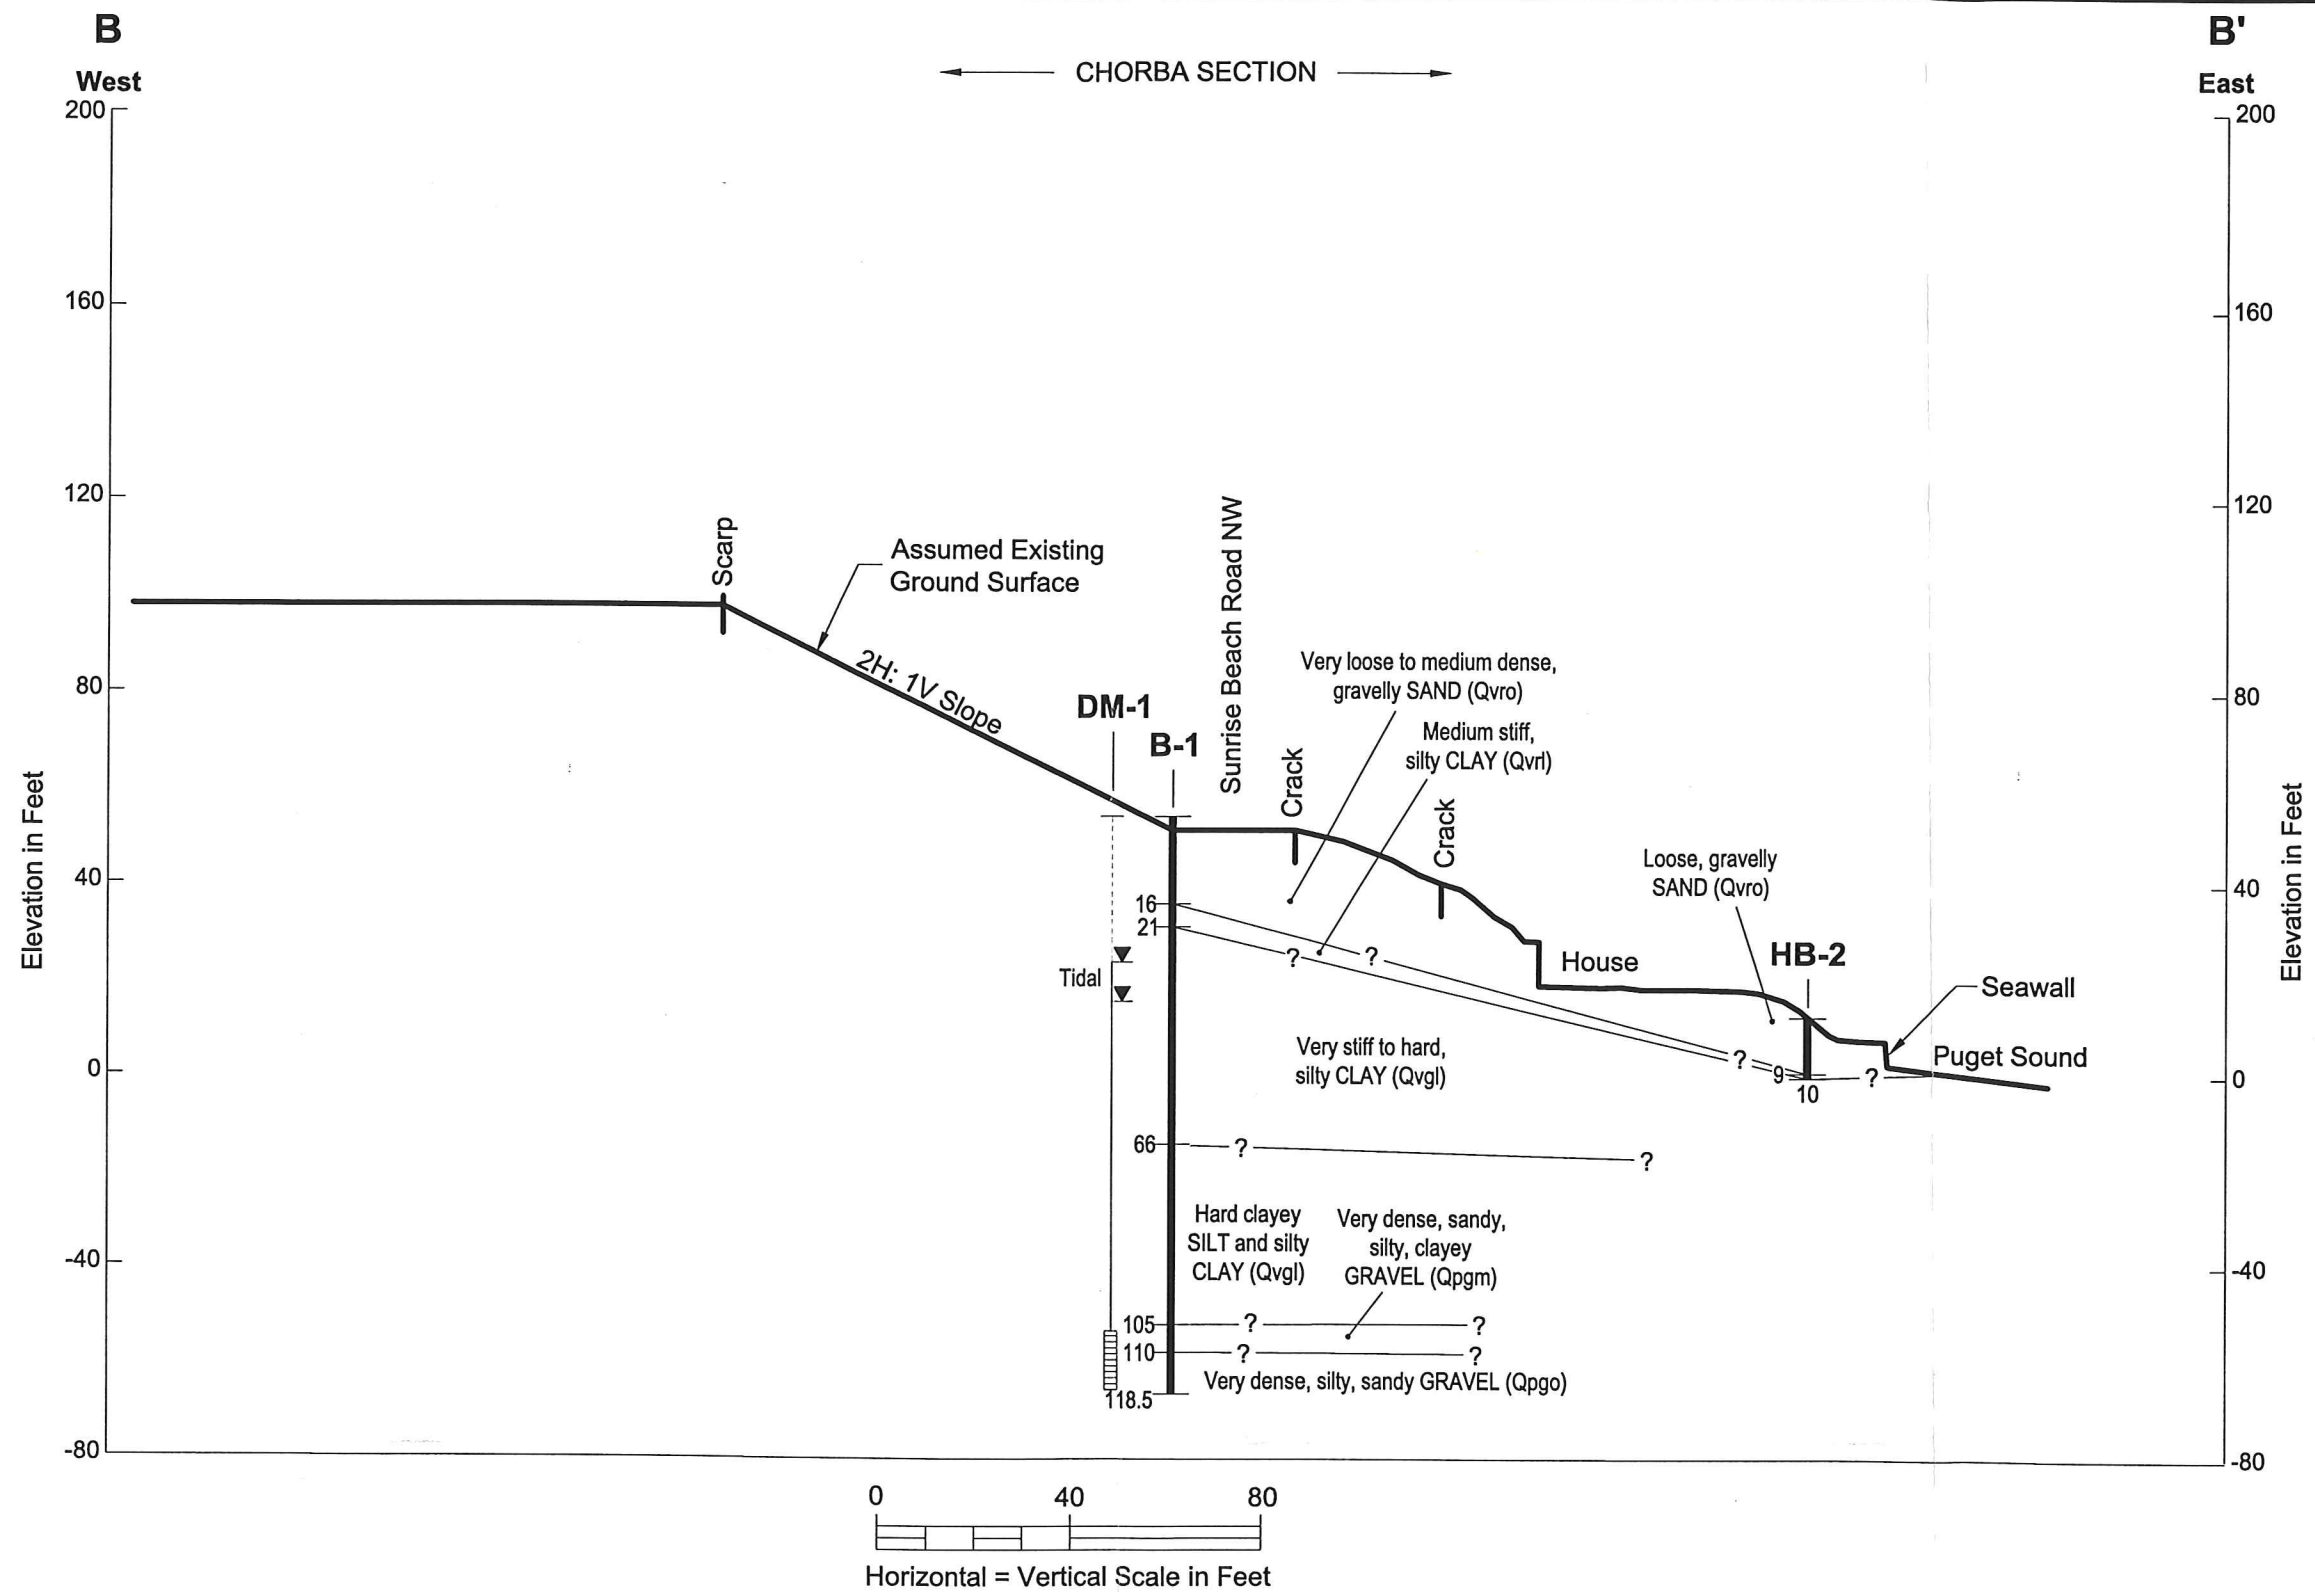 B
B'
West
CHORBA SECTION
East
200
200
160
160
120
120
Scarp
Assumed Existing
Ground Surface
Sunrise Beach Road NW
2H: 1V Slope
Very loose to medium dense,
gravelly SAND (Qvro)
80
80
DM-1
Medium stiff,
silty CLAY (Qvrl)
B-1
Crack
Crack
Elevation in Feet
Elevation in Feet
Loose, gravelly
SAND (Qvro)
40
40
16
21
?
?
HB-2
House
Tidal
Seawall
Very stiff to hard,
silty CLAY (Qvgl)
Puget Sound
0
0
?
9
?
10
66
?
?
Hard clayey
SILT and silty
CLAY (Qvgl)
Very dense, sandy,
silty, clayey
GRAVEL (Qpgm)
-40
-40
105
?
?
110
?
?
Very dense, silty, sandy GRAVEL (Qpgo)
118.5
-80
-80
0
40
80
Horizontal = Vertical Scale in Feet